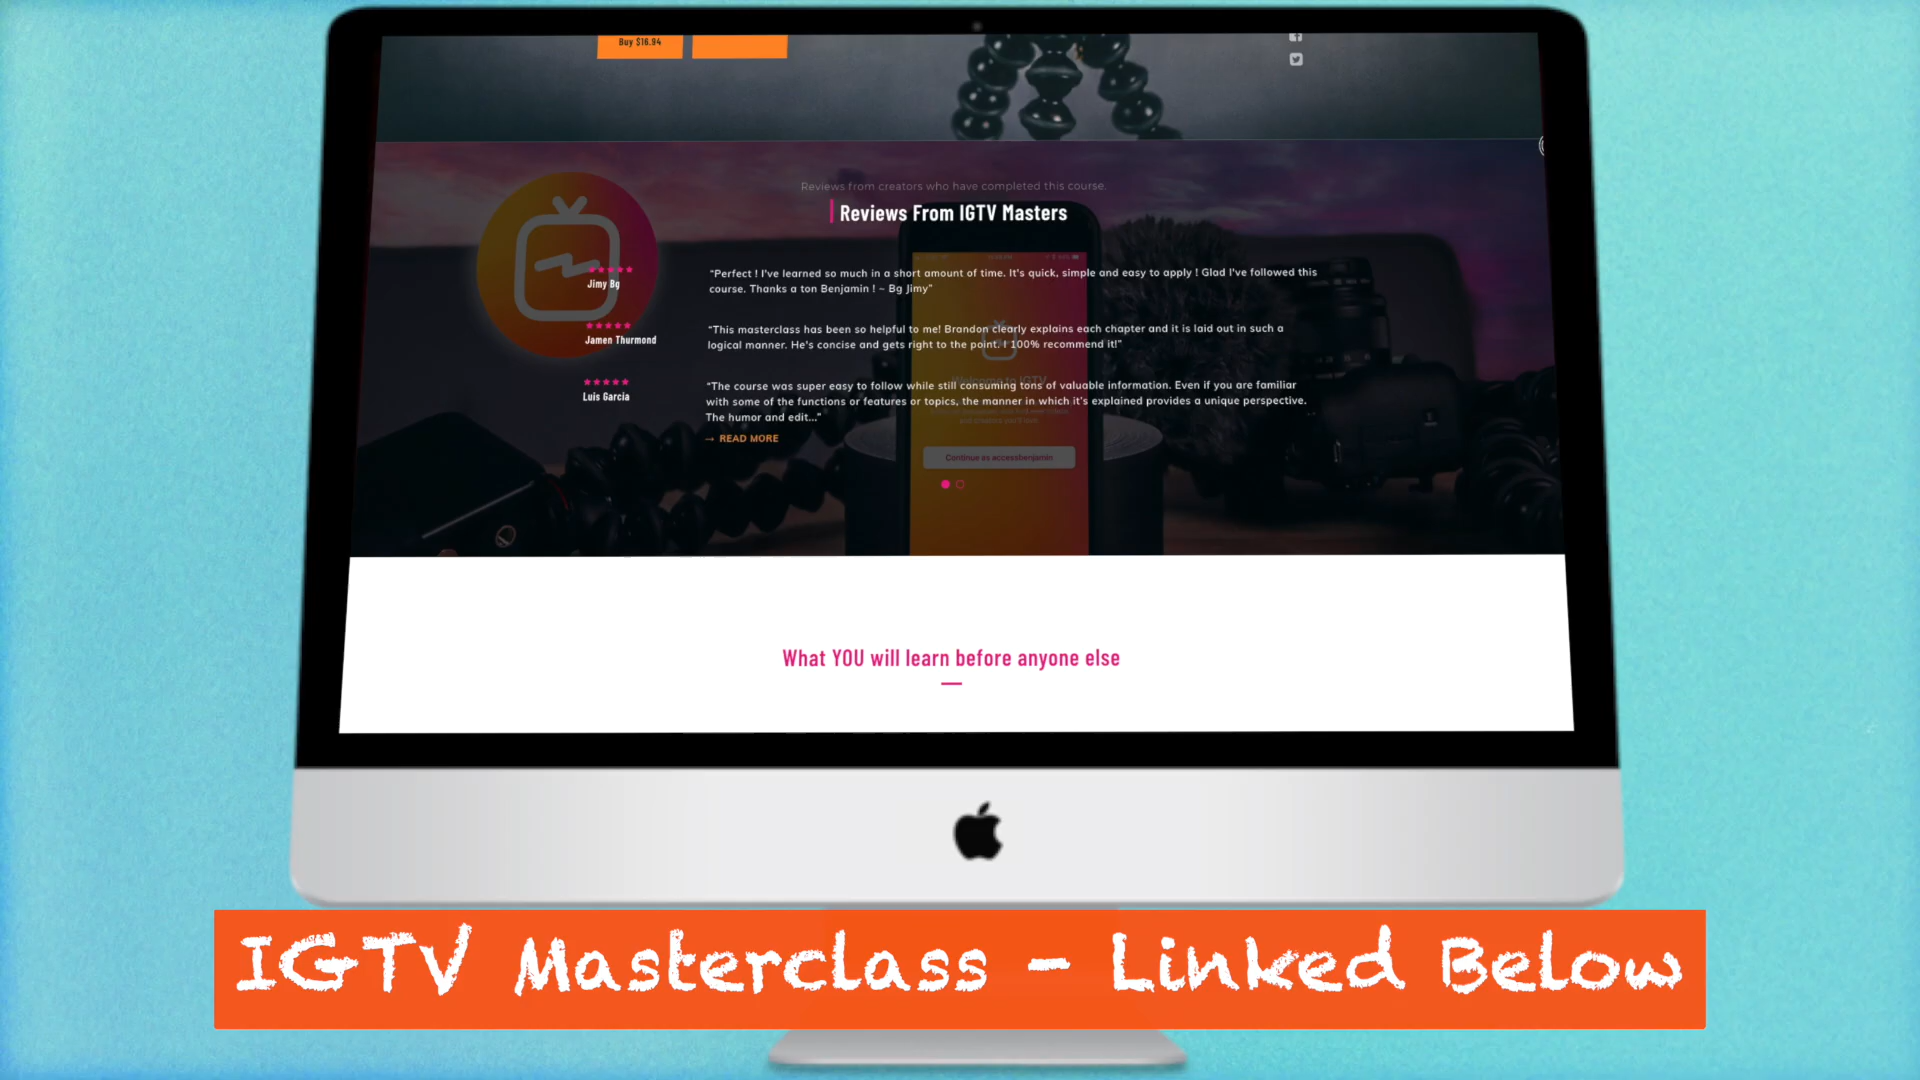 Buy $16.94
Reviews from creators who have completed this course.
Reviews From IGTV Masters
Jimy Bg
"Perfect ! I've learned so much in a short amount of time. It's quick, simple and easy to apply ! Glad I've followed this
course. Thanks a ton Benjamin ! ~ Bg Jimy"
Jamen Thurmond
"This masterclass has been so helpful to me! Brandon clearly explains each chapter and it is laid out in such a
logical manner. He's concise and gets right to the point. I 100% recommend it!"
Luis Garcia
"The course was super easy to follow while still consuming tons of valuable information. Even if you are familiar
with some of the functions or features or topics, the manner in which it's explained provides a unique perspective.
The humor and edit..."
→ READ MORE
Welcome to IGTV
Continue as accessbenjamin
What YOU will learn before anyone else
IGTV Masterclass - Linked Below